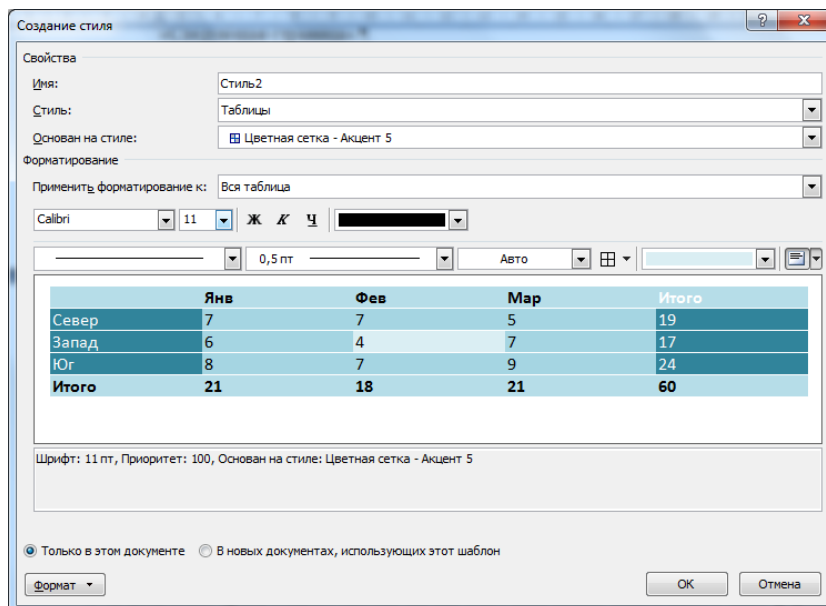 Создание стиля
Свойства
Имя: Стиль2
Стиль: Таблицы
Основан на стиле: Цветная сетка - Акцент 5
Форматирование
Применить форматирование к: Вся таблица
Calibri 11 Ж К Ч
0,5 пт Авто
Янв Фев Мар Итого
Север 7 7 5 19
Запад 6 4 7 17
Юг 8 7 9 24
Итого 21 18 21 60
Шрифт: 11 пт, Приоритет: 100, Основан на стиле: Цветная сетка - Акцент 5
Только в этом документе В новых документах, использующих этот шаблон
Формат ОК Отмена